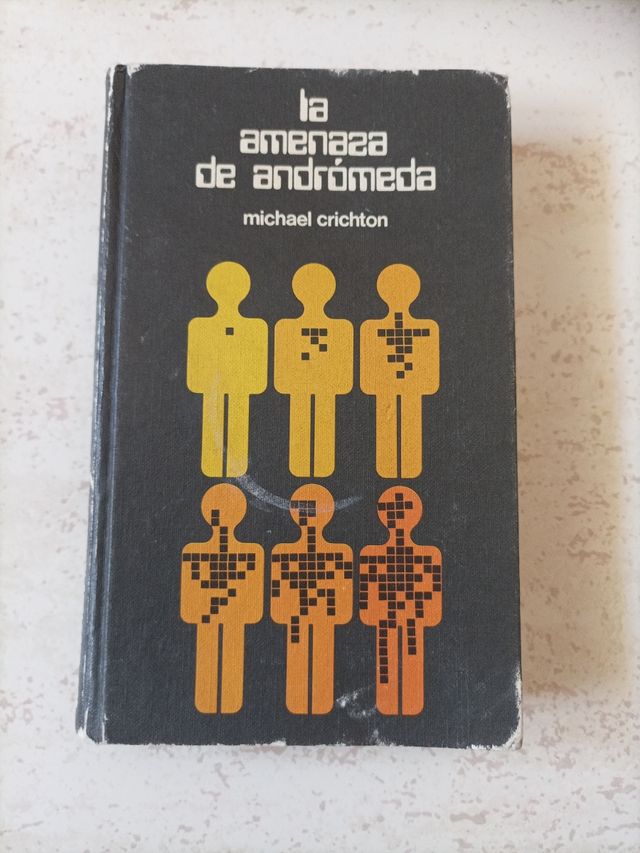 la
amenaza
de andrómeda
michael crichton